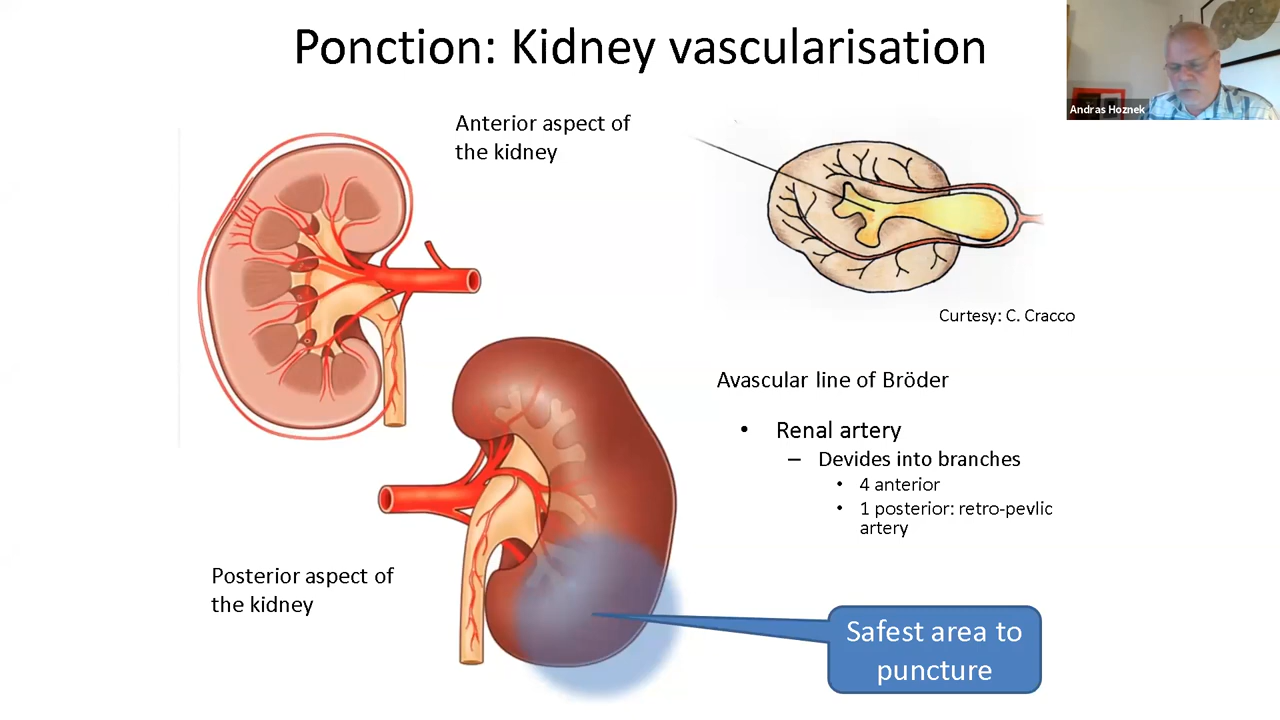 Ponction: Kidney vascularisation
Andras Hoznek
Anterior aspect of
the kidney
Curtesy: C. Cracco
Avascular line of Bröder
• Renal artery
– Devides into branches
• 4 anterior
• 1 posterior: retro-pevlic
artery
Posterior aspect of
the kidney
Safest area to
puncture